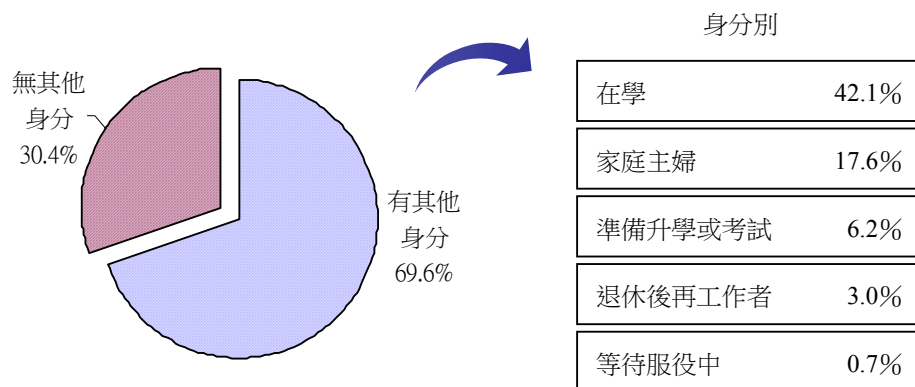 無其他
身分
30.4%
有其他
身分
69.6%
身分別
在學 42.1%
家庭主婦 17.6%
準備升學或考試 6.2%
退休後再工作者 3.0%
等待服役中 0.7%